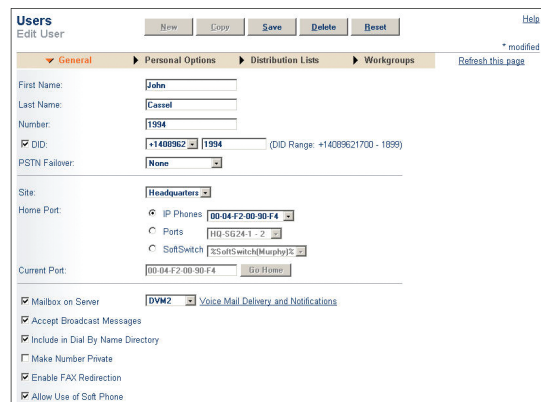 Users
Edit User
New Copy Save Delete Reset
Help
* modified
General Personal Options Distribution Lists Workgroups Refresh this page
First Name: John
Last Name: Cassel
Number: 1994
DID: +1408962 1994 (DID Range: +14089621700 - 1899)
PSTN Failover: None
Site: Headquarters
Home Port: IP Phones 00-04-F2-00-90-F4
Ports HQ-SG24-1 - 2
SoftSwitch %SoftSwitch(Murphy)%
Current Port: 00-04-F2-00-90-F4 Go Home
Mailbox on Server DVM2 Voice Mail Delivery and Notifications
Accept Broadcast Messages
Include in Dial By Name Directory
Make Number Private
Enable FAX Redirection
Allow Use of Soft Phone